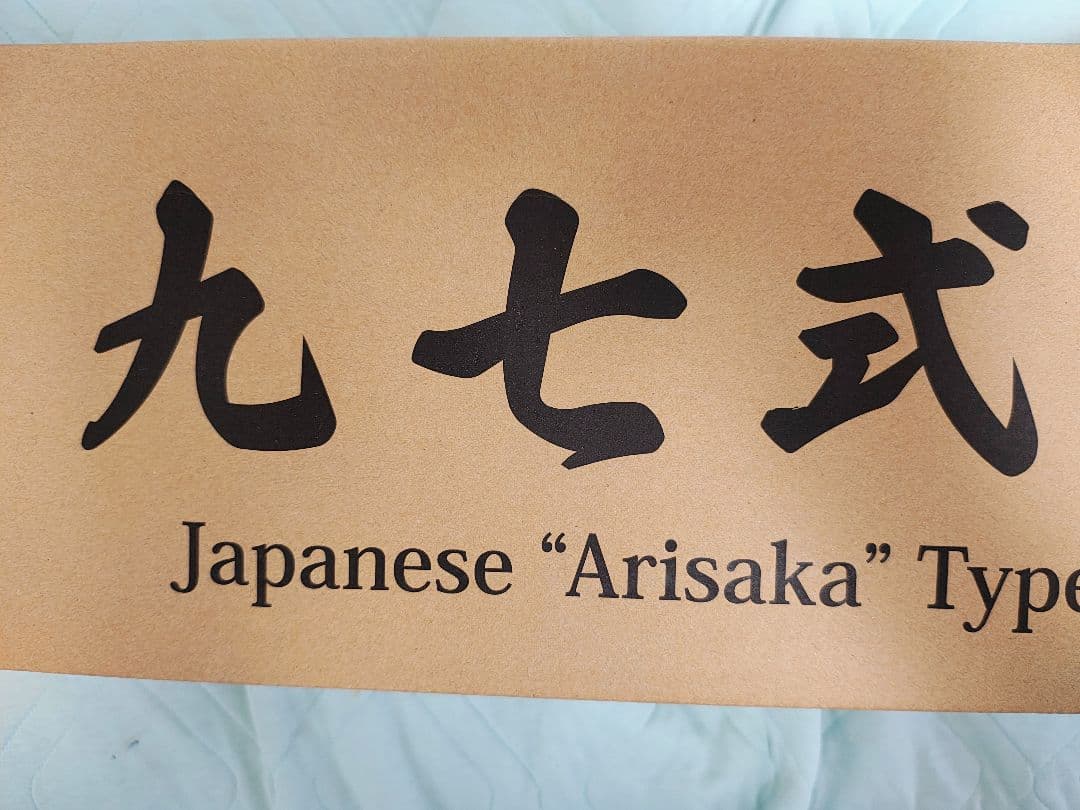 九七式
Japanese “Arisaka” Type